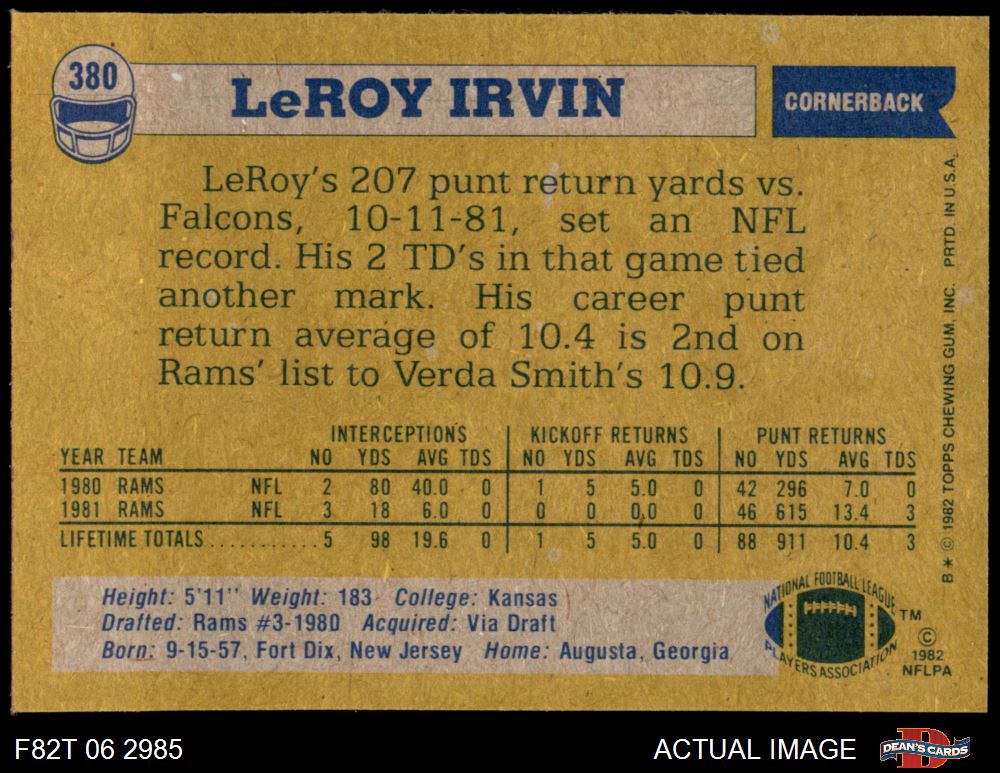 380
LeROY IRVIN
CORNERBACK
LeRoy's 207 punt return yards vs.
Falcons, 10-11-81, set an NFL
record. His 2 TD's in that game tied
another mark. His career punt
return average of 10.4 is 2nd on
Rams' list to Verda Smith's 10.9.
INTERCEPTIONS KICKOFF RETURNS PUNT RETURNS
YEAR TEAM NO YDS AVG TDS NO YDS AVG TDS NO YDS AVG TDS
1980 RAMS NFL 2 80 40.0 0 1 5 5.0 0 42 296 7.0 0
1981 RAMS NFL 3 18 6.0 0 0 0 0.0 0 46 615 13.4 3
LIFETIME TOTALS........... 5 98 19.6 0 1 5 5.0 0 88 911 10.4 3
Height: 5'11" Weight: 183 College: Kansas
Drafted: Rams #3-1980 Acquired: Via Draft
Born: 9-15-57, Fort Dix, New Jersey Home: Augusta, Georgia
NATIONAL FOOTBALL LEAGUE
PLAYERS ASSOCIATION
TM
©
1982
NFLPA
B* © 1982 TOPPS CHEWING GUM, INC. PRTD. IN U.S.A.
F82T 06 2985
ACTUAL IMAGE
DEAN'S CARDS